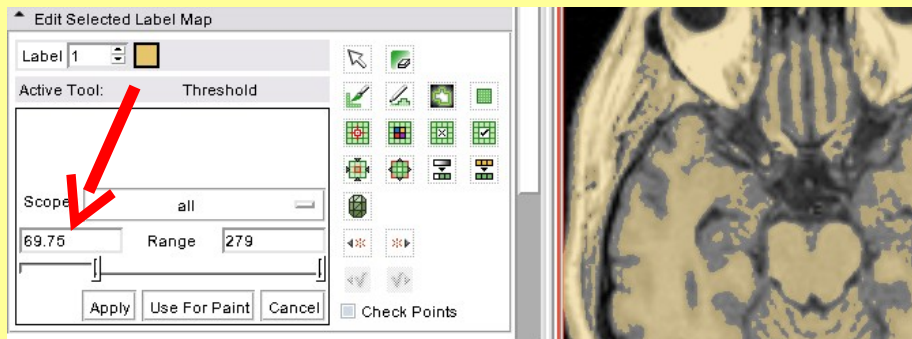 Edit Selected Label Map
Label 1
Active Tool: Threshold
Scope all
69.75 Range 279
Apply Use For Paint Cancel
Check Points